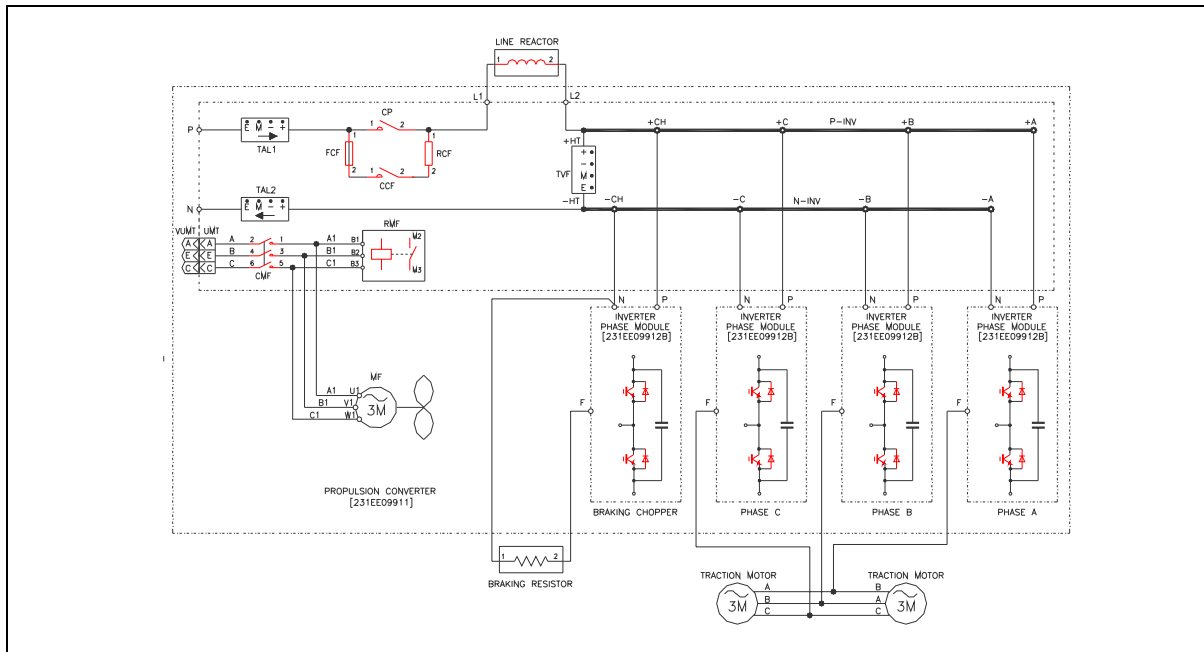 LINE REACTOR
1 2
L1 L2
P
E M - +
TAL1
CP
1 2
1 1
FCF RCF
2 2
1 2
CCF
+HT
+
-
M
E
TVF
-HT
+CH +C P-INV +B +A
N
TAL2
E M - +
-CH -C N-INV -B -A
VUMT UMT
A A A 2 1 A1 B1
E E B 4 3 B1 B2
C C C 6 5 C1 B3
CMF
RMF
M2
M3
N P N P N P N P
INVERTER PHASE MODULE [231EE09912B]
INVERTER PHASE MODULE [231EE09912B]
INVERTER PHASE MODULE [231EE09912B]
INVERTER PHASE MODULE [231EE09912B]
F F F F
MF
A1 U1
B1 V1
C1 W1
3M
PROPULSION CONVERTER
[231EE09911]
BRAKING CHOPPER PHASE C PHASE B PHASE A
1 2
BRAKING RESISTOR
TRACTION MOTOR TRACTION MOTOR
A B
B A
C C
3M 3M